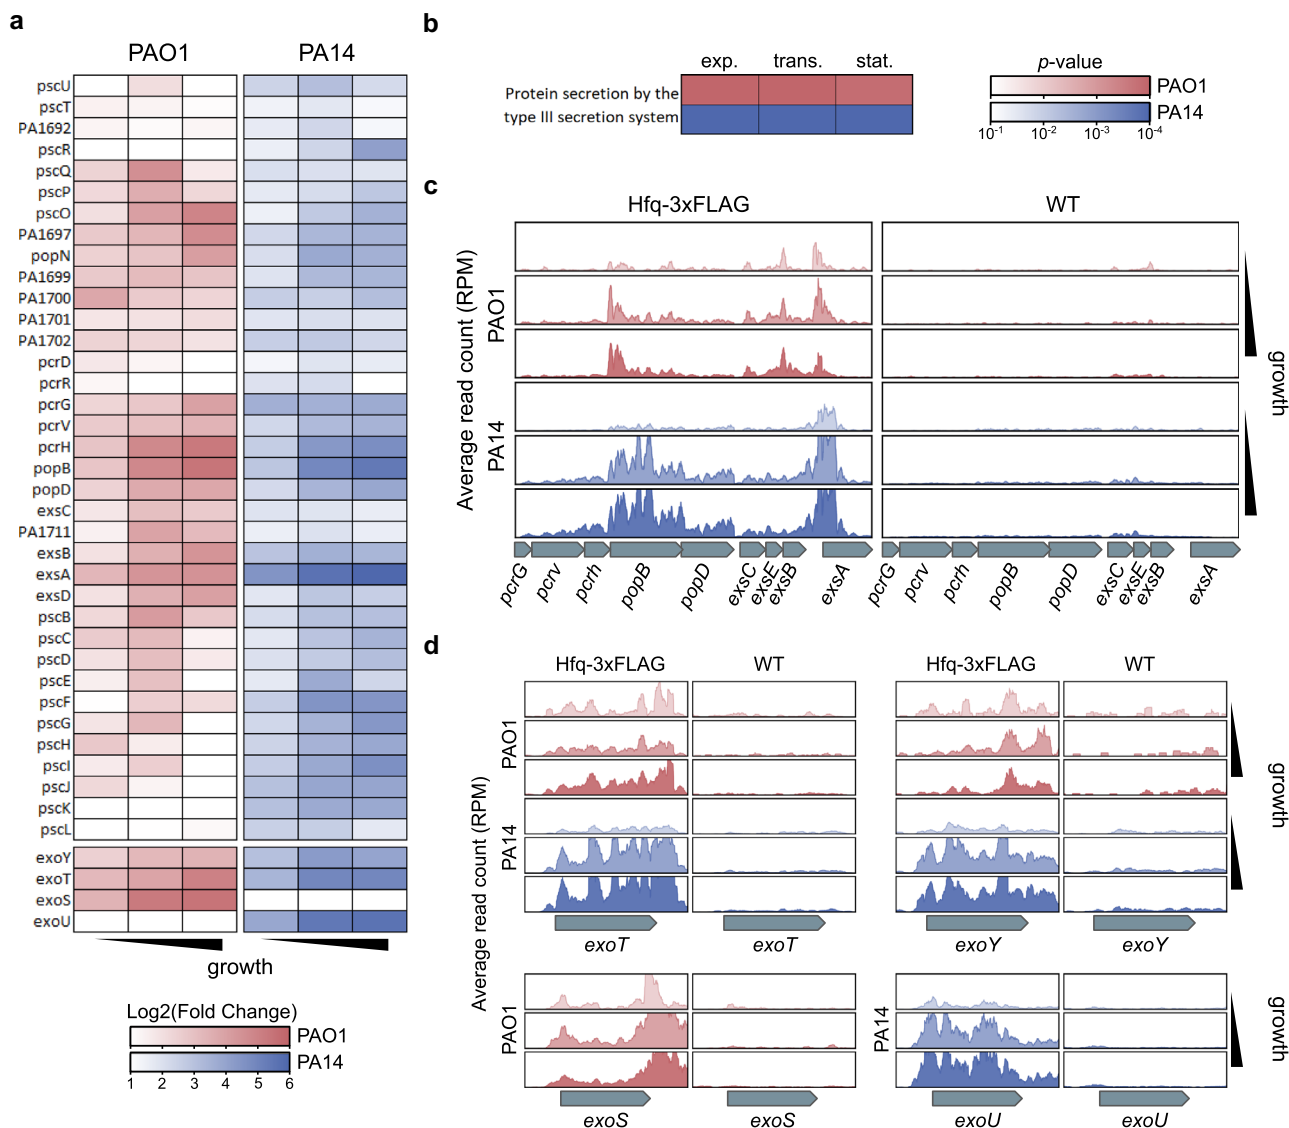 a
PAO1 PA14
pscU
pscT
PA1692
pscR
pscQ
pscP
pscO
PA1697
popN
PA1699
PA1700
PA1701
PA1702
pcrD
pcrR
pcrG
pcrV
pcrH
popB
popD
exsC
PA1711
exsB
exsA
exsD
pscB
pscC
pscD
pscE
pscF
pscG
pscH
pscI
pscJ
pscK
pscL
exoY
exoT
exoS
exoU
growth
Log2(Fold Change)
PAO1
PA14
1 2 3 4 5 6
b
exp. trans. stat.
Protein secretion by the
type III secretion system
p-value
PAO1
PA14
10-1 10-2 10-3 10-4
c
Hfq-3xFLAG WT
Average read count (RPM)
PAO1
PA14
growth
pcrG pcrv pcrh popB popD exsC exsE exsB exsA pcrG pcrv pcrh popB popD exsC exsE exsB exsA
d
Hfq-3xFLAG WT Hfq-3xFLAG WT
Average read count (RPM)
PAO1
PA14
growth
exoT exoT exoY exoY
PAO1
PA14
growth
exoS exoS exoU exoU